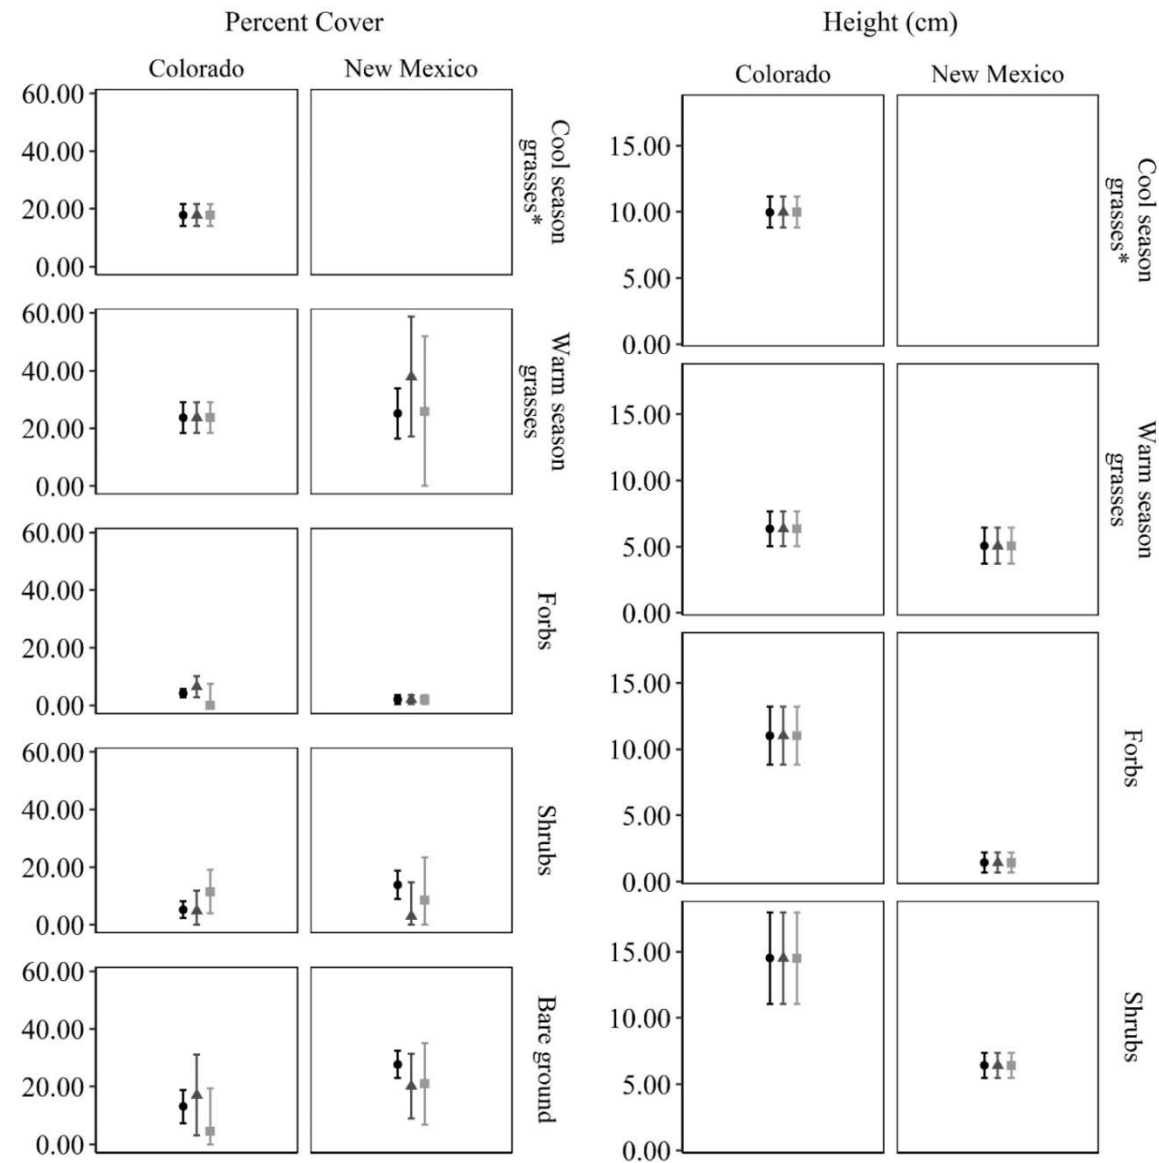 Percent Cover
Colorado
New Mexico
60.00
40.00
20.00
0.00
Cool season
grasses*
60.00
40.00
20.00
0.00
Warm season
grasses
60.00
40.00
20.00
0.00
Forbs
60.00
40.00
20.00
0.00
Shrubs
60.00
40.00
20.00
0.00
Bare ground
Height (cm)
Colorado
New Mexico
15.00
10.00
5.00
0.00
Cool season
grasses*
15.00
10.00
5.00
0.00
Warm season
grasses
15.00
10.00
5.00
0.00
Forbs
15.00
10.00
5.00
0.00
Shrubs